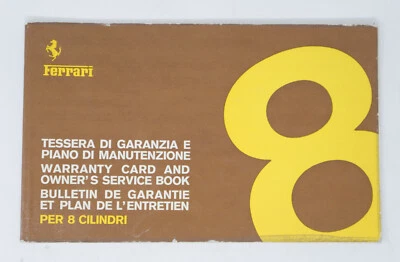 Ferrari
8
TESSERA DI GARANZIA E
PIANO DI MANUTENZIONE
WARRANTY CARD AND
OWNER'S SERVICE BOOK
BULLETIN DE GARANTIE
ET PLAN DE L'ENTRETIEN
PER 8 CILINDRI